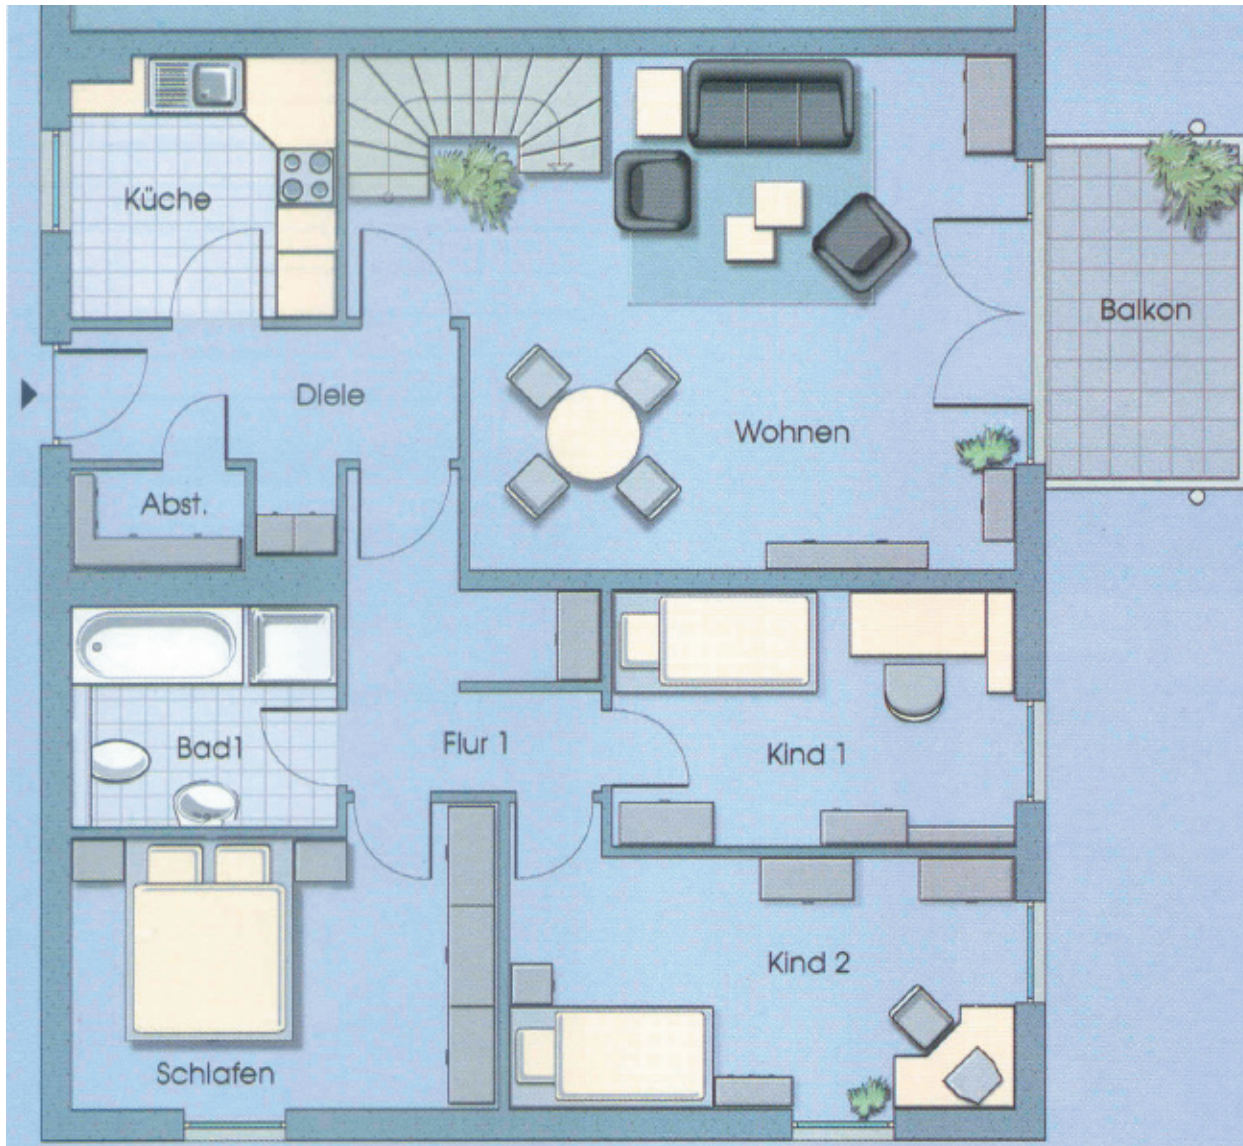 Küche
Diele
Balkon
Wohnen
Abst.
Bad1
Flur 1
Kind 1
Kind 2
Schlafen